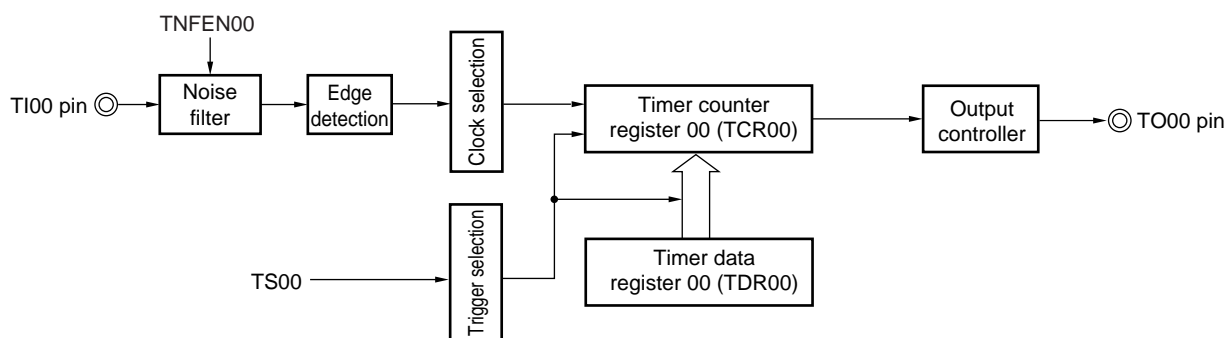 TNFEN00
TI00 pin
Noise
filter
Edge
detection
Clock selection
Timer counter
register 00 (TCR00)
Output
controller
TO00 pin
TS00
Trigger selection
Timer data
register 00 (TDR00)